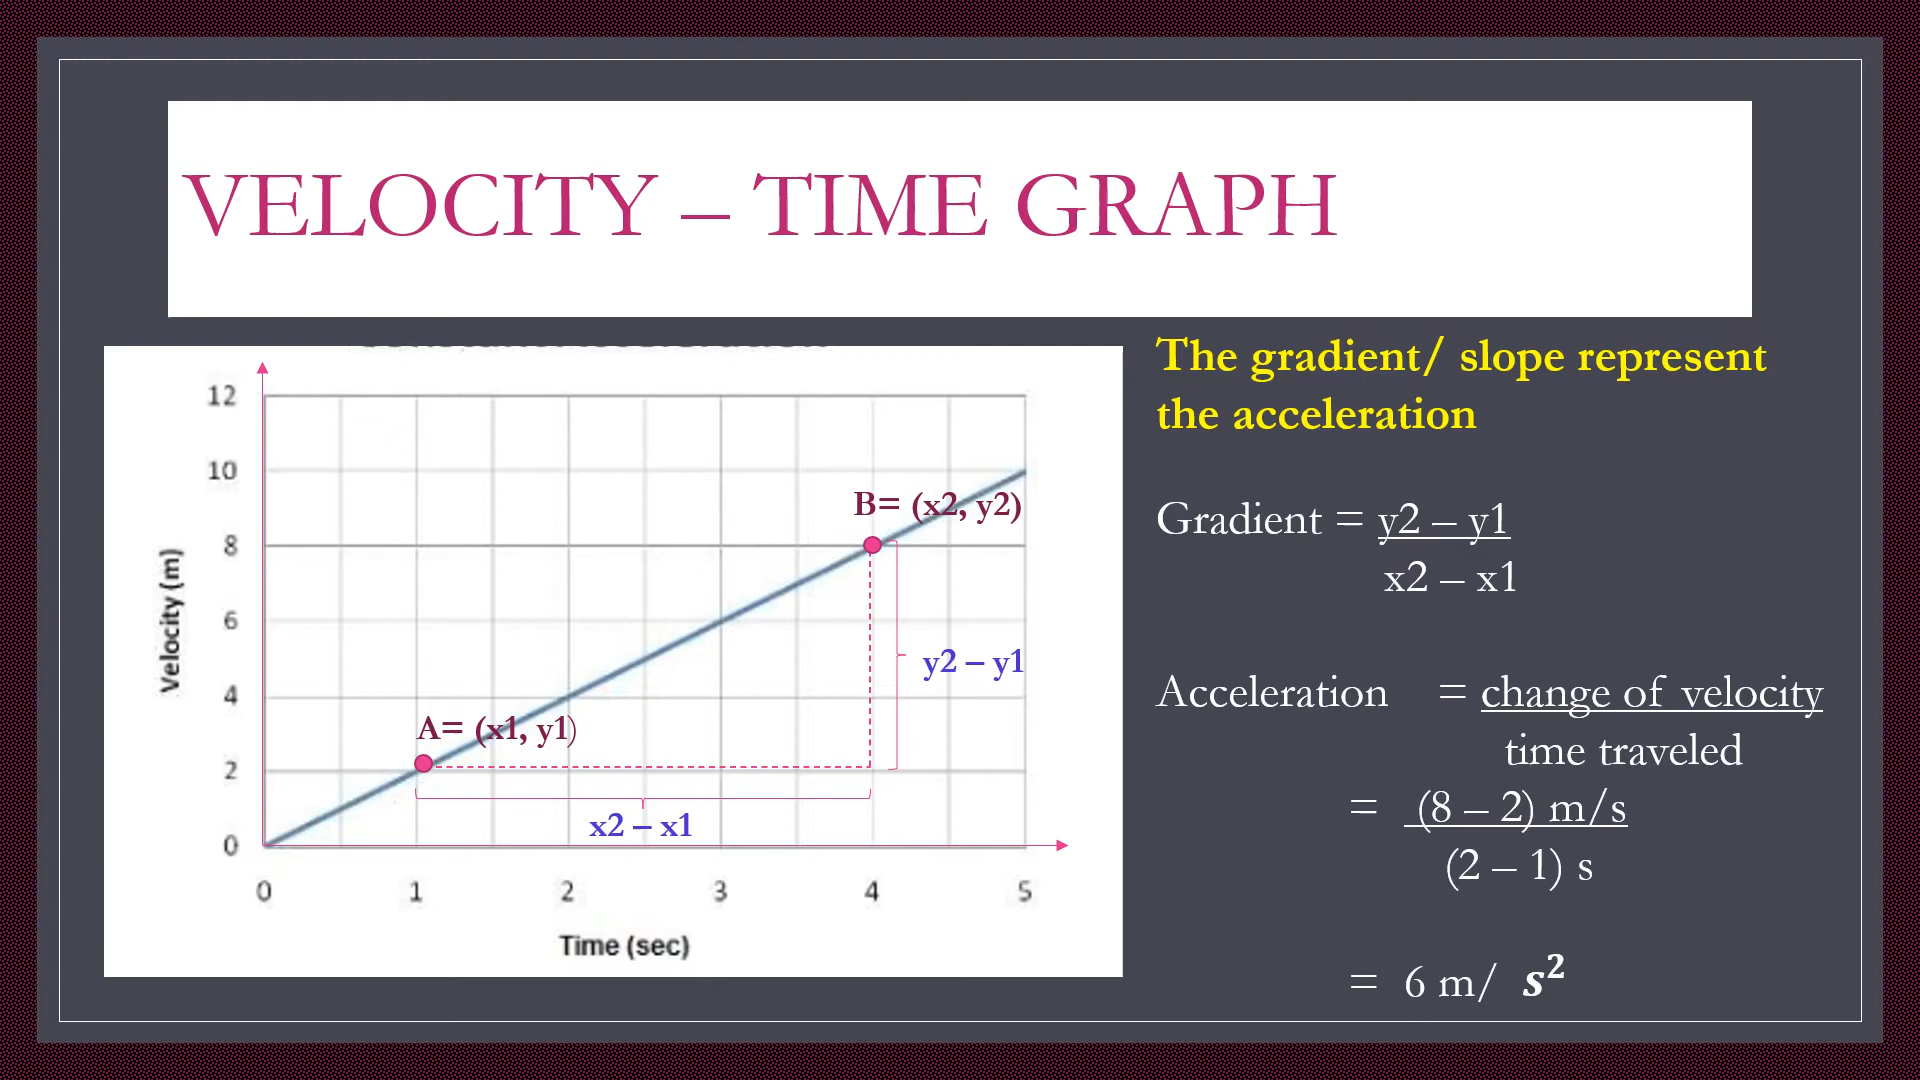 VELOCITY – TIME GRAPH
12
10
8
6
4
2
0
0 1 2 3 4 5
Velocity (m)
Time (sec)
B= (x2, y2)
y2 – y1
A= (x1, y1)
x2 – x1
The gradient/ slope represent
the acceleration
Gradient = y2 – y1
x2 – x1
Acceleration = change of velocity
time traveled
= (8 – 2) m/s
(2 – 1) s
= 6 m/ s²